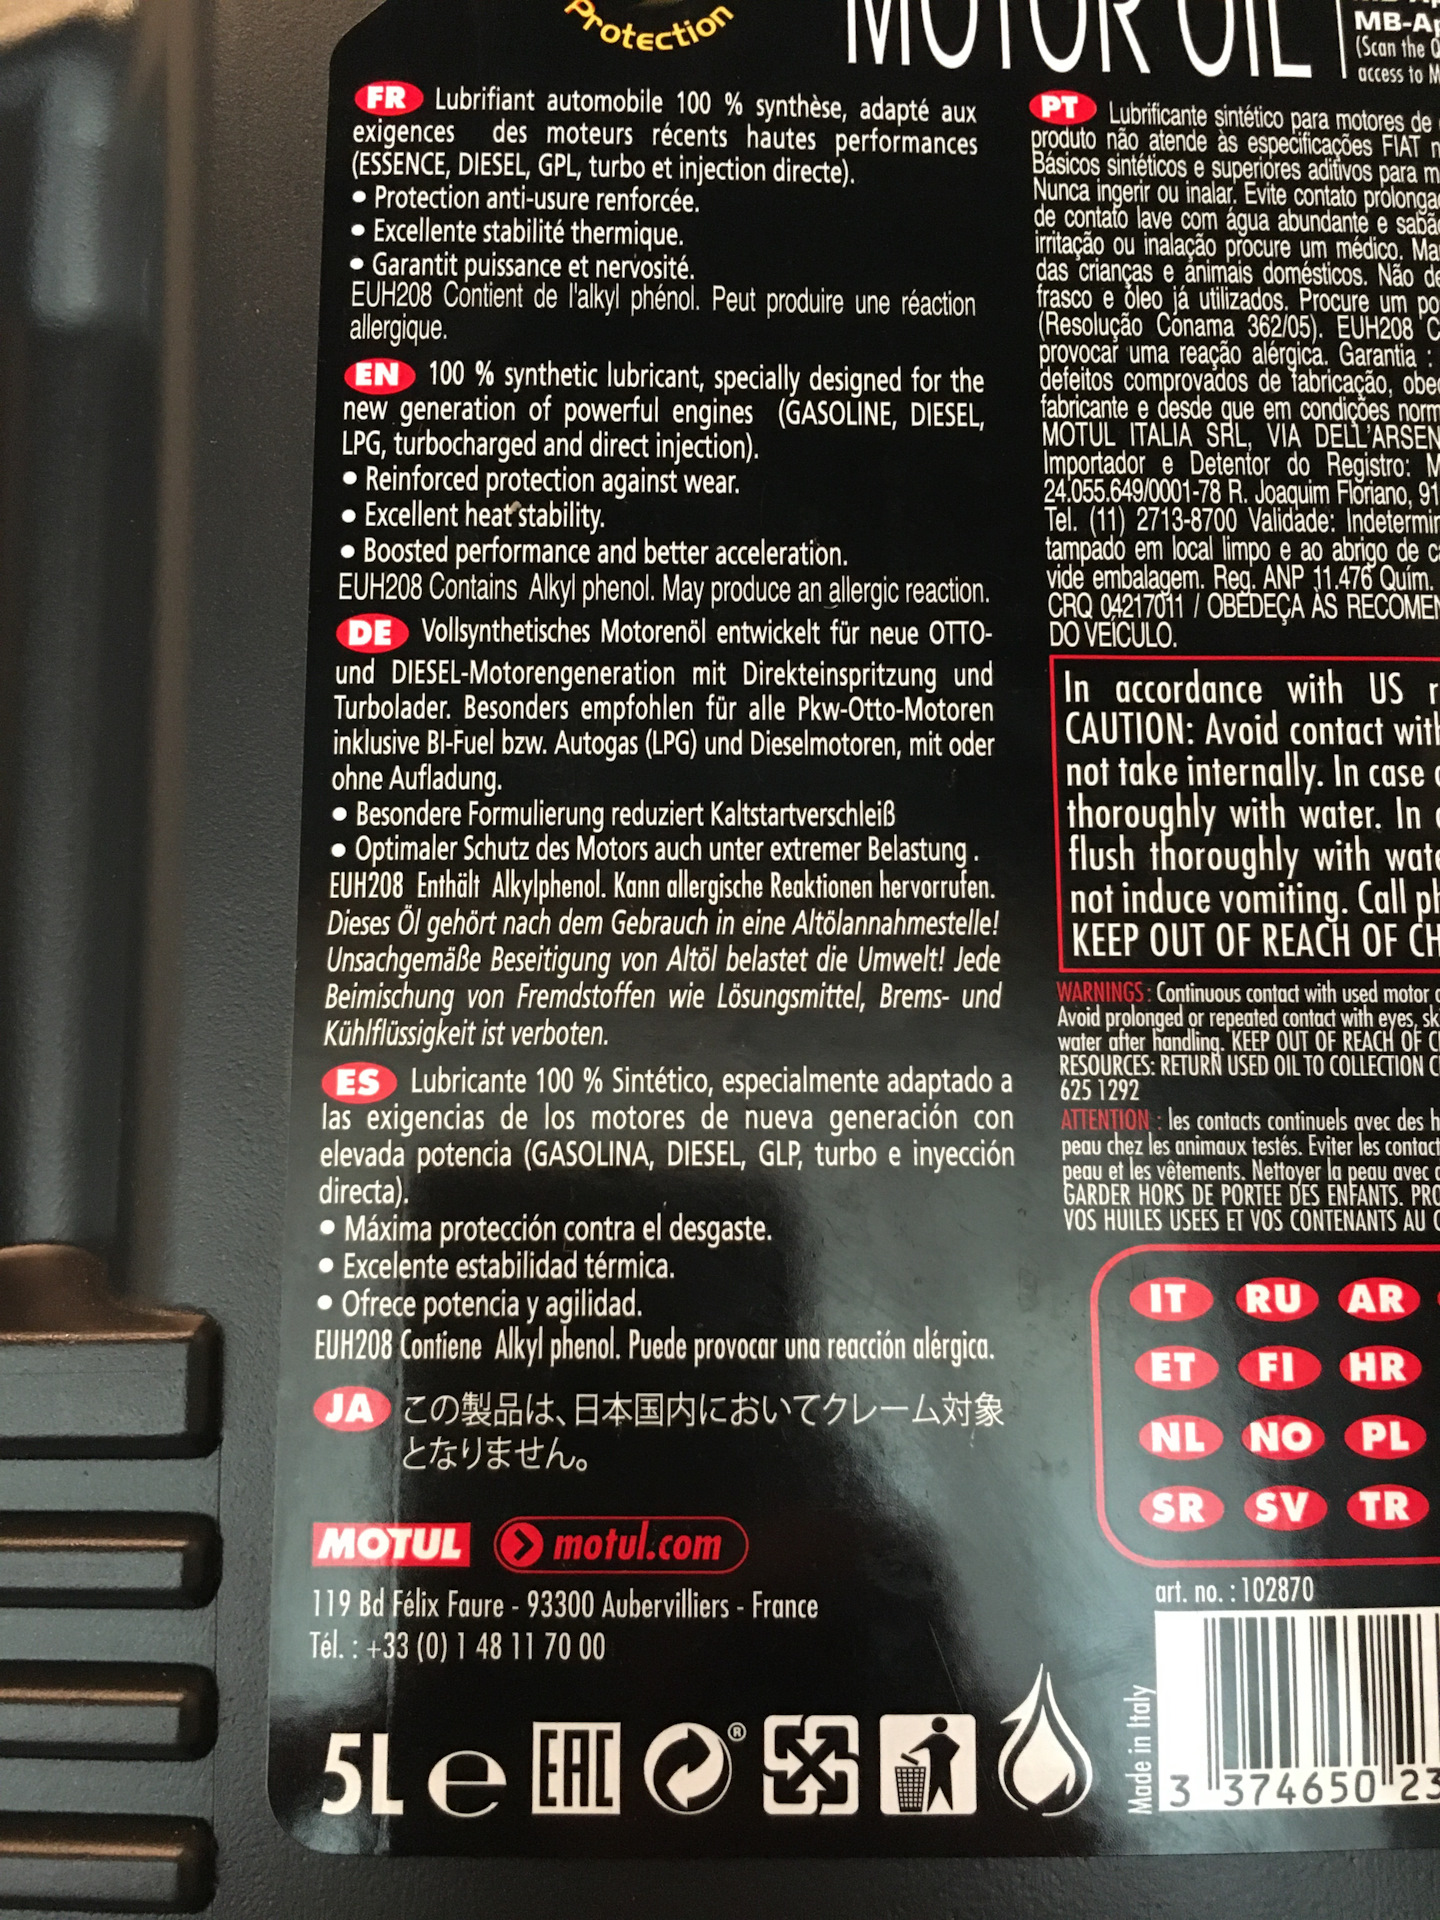 Protection
MOTOR OIL
(Scan the
access to
FR Lubrifiant automobile 100 % synthèse, adapté aux
exigences des moteurs récents hautes performances
(ESSENCE, DIESEL, GPL, turbo et injection directe).
• Protection anti-usure renforcée.
• Excellente stabilité thermique.
• Garantit puissance et nervosité.
EUH208 Contient de l'alkyl phénol. Peut produire une réaction
allergique.
EN 100 % synthetic lubricant, specially designed for the
new generation of powerful engines (GASOLINE, DIESEL,
LPG, turbocharged and direct injection).
• Reinforced protection against wear.
• Excellent heat stability.
• Boosted performance and better acceleration.
EUH208 Contains Alkyl phenol. May produce an allergic reaction.
DE Vollsynthetisches Motorenöl entwickelt für neue OTTO-
und DIESEL-Motorengeneration mit Direkteinspritzung und
Turbolader. Besonders empfohlen für alle Pkw-Otto-Motoren
inklusive BI-Fuel bzw. Autogas (LPG) und Dieselmotoren, mit oder
ohne Aufladung.
• Besondere Formulierung reduziert Kaltstartverschleiß
• Optimaler Schutz des Motors auch unter extremer Belastung .
EUH208 Enthält Alkylphenol. Kann allergische Reaktionen hervorrufen.
Dieses Öl gehört nach dem Gebrauch in eine Altölannahmestelle!
Unsachgemäße Beseitigung von Altöl belastet die Umwelt! Jede
Beimischung von Fremdstoffen wie Lösungsmittel, Brems- und
Kühlflüssigkeit ist verboten.
ES Lubricante 100 % Sintético, especialmente adaptado a
las exigencias de los motores de nueva generación con
elevada potencia (GASOLINA, DIESEL, GLP, turbo e inyección
directa).
• Máxima protección contra el desgaste.
• Excelente estabilidad térmica.
• Ofrece potencia y agilidad.
EUH208 Contiene Alkyl phenol. Puede provocar una reacción alérgica.
JA この製品は、日本国内においてクレーム対象
となりません。
MOTUL motul.com
119 Bd Félix Faure - 93300 Aubervilliers - France
Tél. : +33 (0) 1 48 11 70 00
5L e EAC ®
PT Lubrificante sintético para motores de
produto não atende às especificações FIAT
Básicos sintéticos e superiores aditivos para
Nunca ingerir ou inalar. Evite contato
de contato lave com água abundante e
irritação ou inalação procure um médico.
das crianças e animais domésticos. Não
frasco e óleo já utilizados. Procure um
(Resolução Conama 362/05). EUH208
provocar uma reação alérgica. Garantia :
defeitos comprovados de fabricação,
fabricante e desde que em condições
MOTUL ITALIA SRL, VIA
Importador e Detentor do Registro:
24.055.649/0001-78 R. Joaquim Floriano, 91
Tel. (11) 2713-8700 Validade:
tampado em local limpo e ao abrigo de
vide embalagem. Reg. ANP 11.476 Quím.
CRQ 04217011 / OBEDEÇA ÀS
DO VEÍCULO.
In accordance with US
CAUTION: Avoid contact
not take internally. In case
thoroughly with water. In
flush thoroughly with
not induce vomiting. Call
KEEP OUT OF REACH OF
WARNINGS : Continuous contact with used motor
Avoid prolonged or repeated contact with eyes,
water after handling. KEEP OUT OF REACH OF
RESOURCES: RETURN USED OIL TO COLLECTION
625 1292
ATTENTION : les contacts continuels avec des
peau chez les animaux testés. Eviter les
peau et les vêtements. Nettoyer la peau avec
GARDER HORS DE PORTEE DES ENFANTS.
VOS HUILES USEES ET VOS CONTENANTS AU
IT RU AR
ET FI HR
NL NO PL
SR SV TR
art. no. : 102870
Made in Italy
3 374650 23